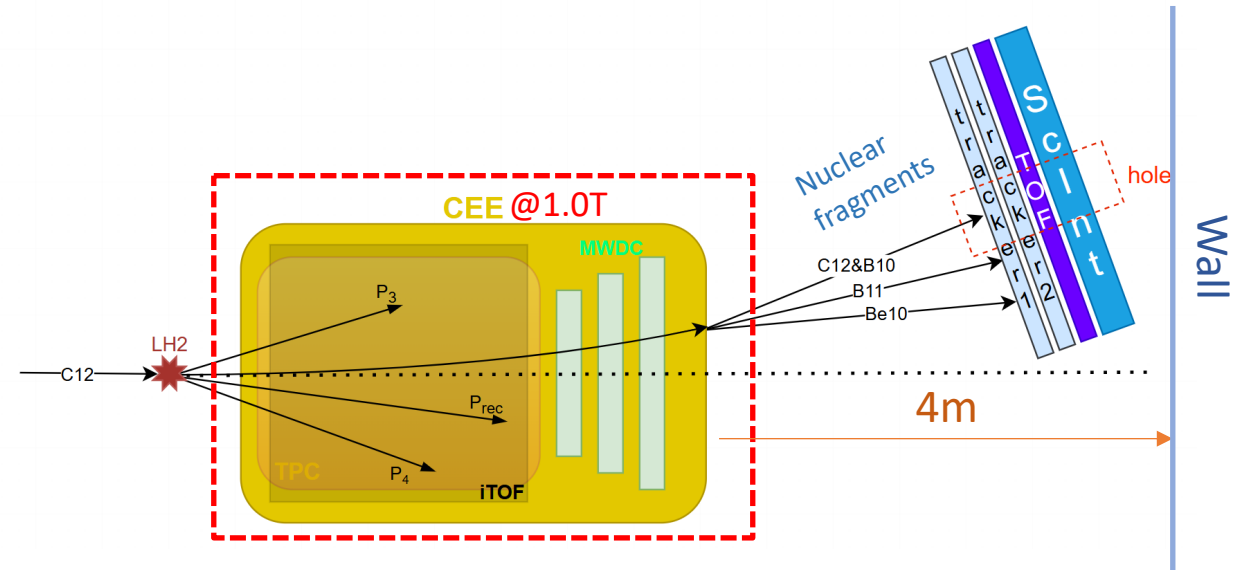 Nuclear
fragments
tracker1
tracker2
TOF
ScInt
hole
CEE @1.0T
MWDC
C12&B10
B11
Be10
P3
LH2
C12
Prec
P4
TPC
iTOF
4m
Wall